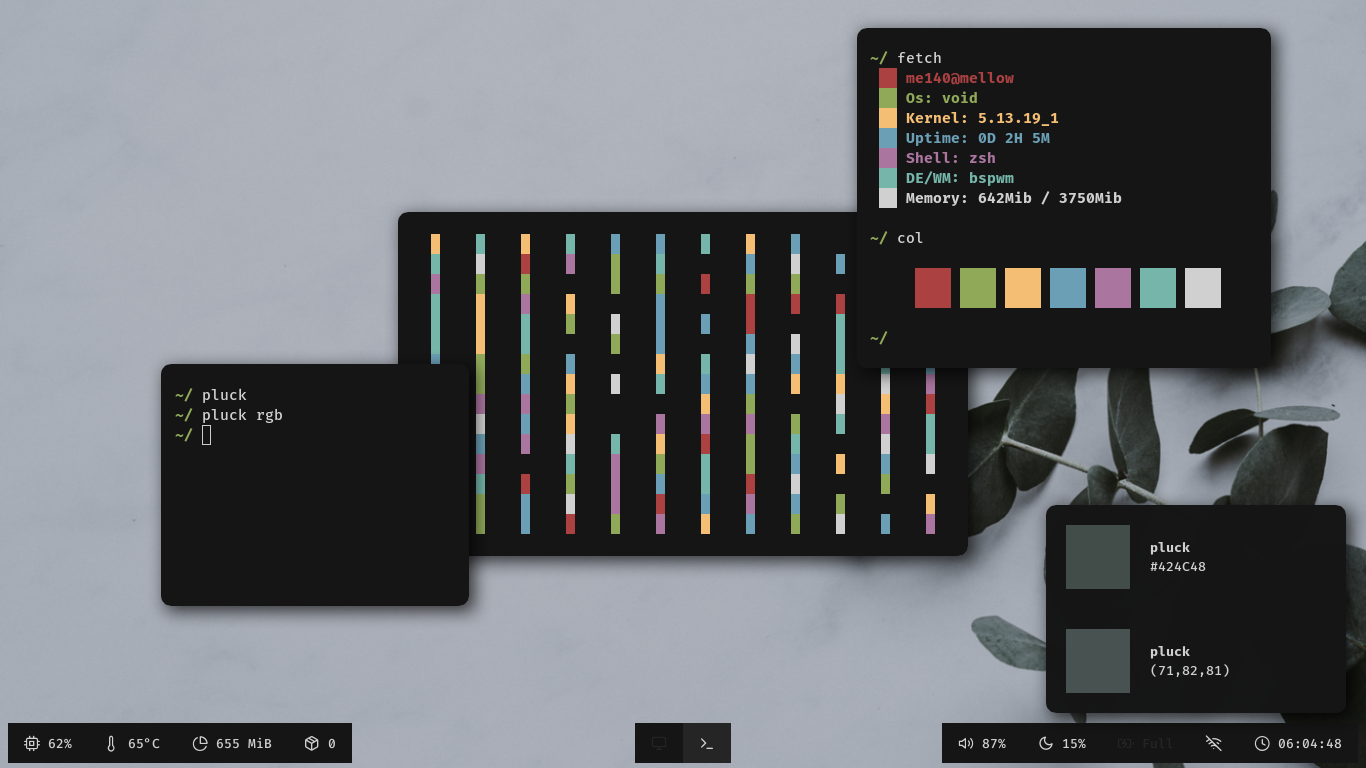 ~/ fetch
me140@mellow
Os: void
Kernel: 5.13.19_1
Uptime: 0D 2H 5M
Shell: zsh
DE/WM: bspwm
Memory: 642Mib / 3750Mib
~/ col
~/
~/ pluck
~/ pluck rgb
~/
pluck
#424C48
pluck
(71,82,81)
62% 65°C 655 MiB 0
87% 15% Full 06:04:48